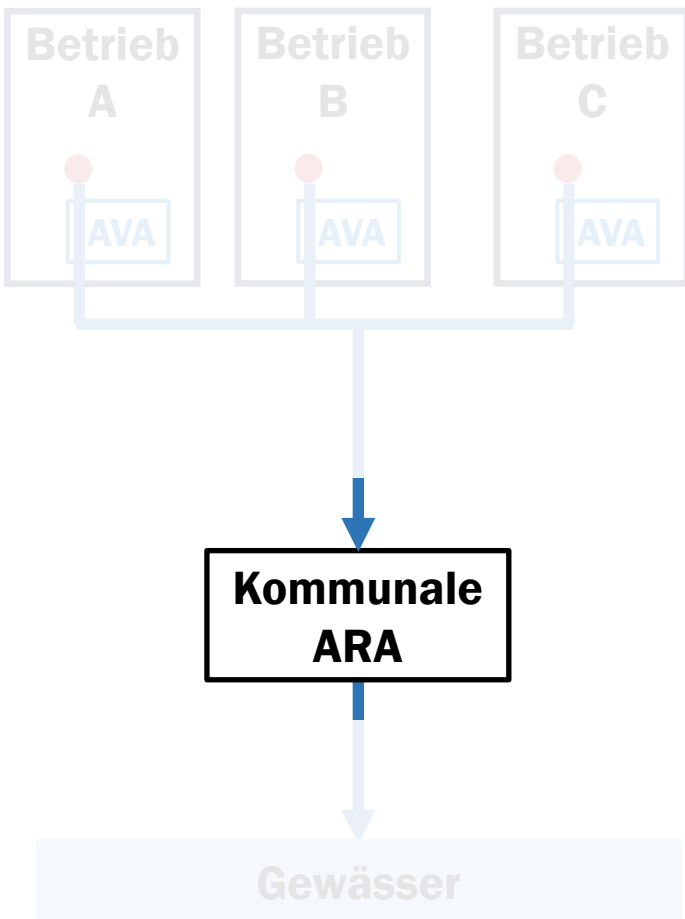 Betrieb
A
Betrieb
B
Betrieb
C
AVA
AVA
AVA
Kommunale
ARA
Gewässer